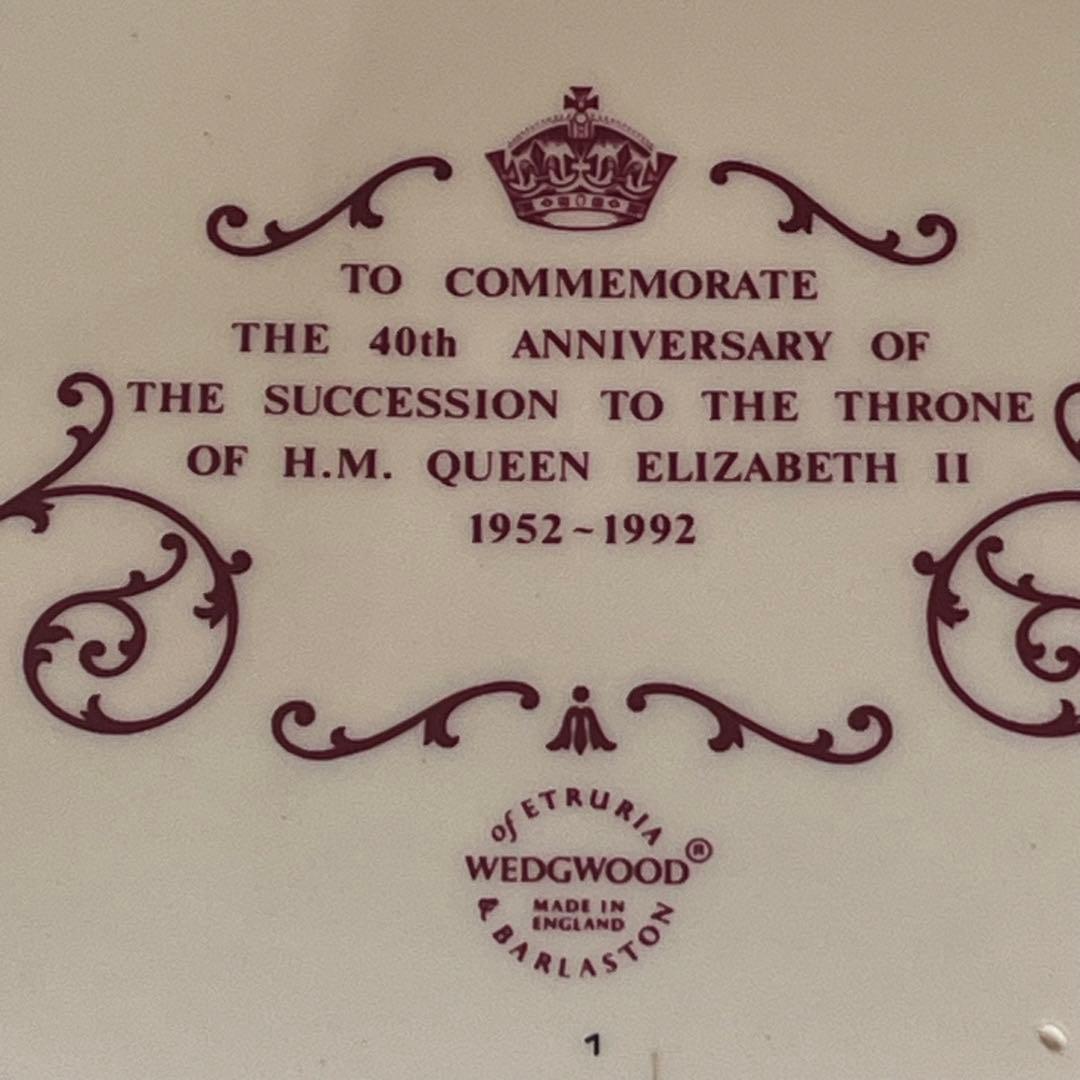 TO COMMEMORATE
THE 40th ANNIVERSARY OF
THE SUCCESSION TO THE THRONE
OF H.M. QUEEN ELIZABETH II
1952~1992
of ETRURIA
WEDGWOOD®
MADE IN
ENGLAND
& BARLASTON
1